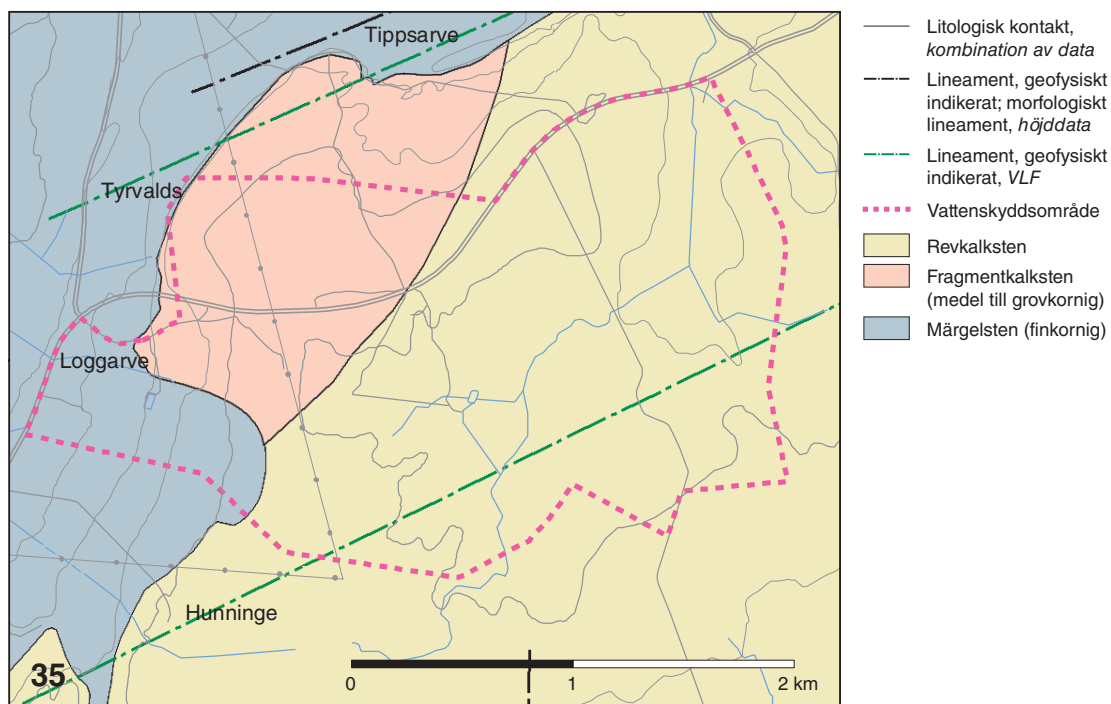 Tippsarve
Tyrvalds
Loggarve
Hunninge
35
0 1 2 km
Litologisk kontakt,
kombination av data
Lineament, geofysiskt
indikerat; morfologiskt
lineament, höjddata
Lineament, geofysiskt
indikerat, VLF
Vattenskyddsområde
Revkalksten
Fragmentkalksten
(medel till grovkornig)
Märgelsten (finkornig)